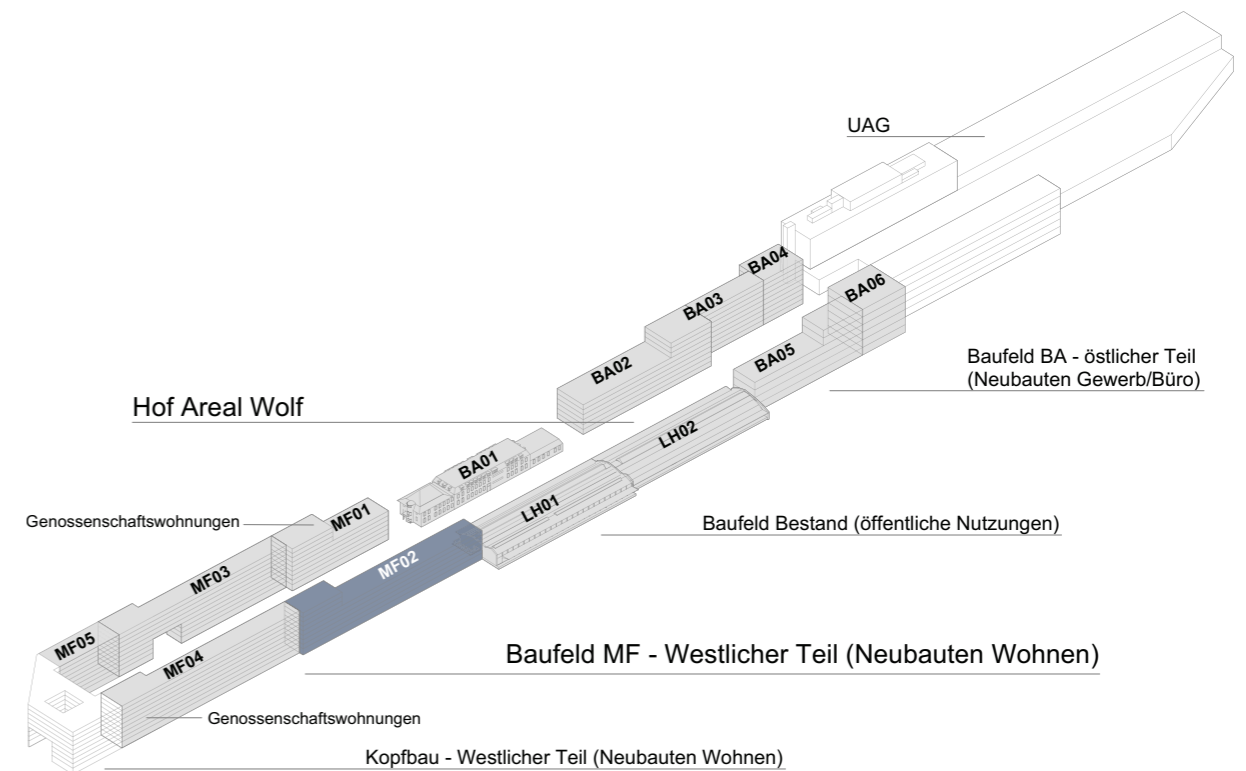 UAG
BA04
BA03
BA06
BA02
BA05
Baufeld BA - östlicher Teil
(Neubauten Gewerb/Büro)
Hof Areal Wolf
LH02
BA01
LH01
Genossenschaftswohnungen
MF01
Baufeld Bestand (öffentliche Nutzungen)
MF02
MF03
MF05
MF04
Baufeld MF - Westlicher Teil (Neubauten Wohnen)
Genossenschaftswohnungen
Kopfbau - Westlicher Teil (Neubauten Wohnen)